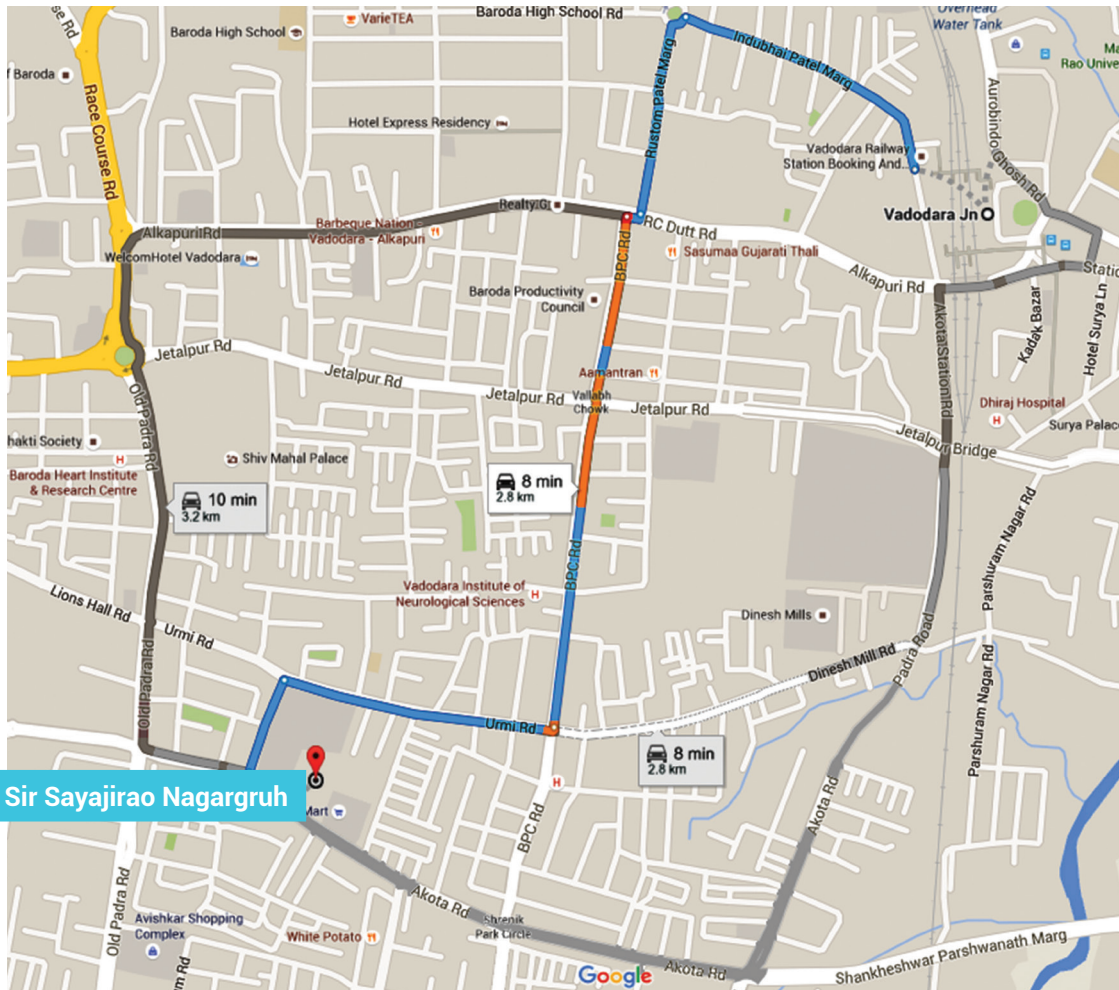 Baroda High School Rd
Overhead
Water Tank
VarieTEA
Baroda High School
Indubhai Patel Marg
Ma
Rao Unive
f Baroda
Race Course Rd
Rustom Patel Marg
Aurobindo Ghosh Rd
Hotel Express Residency
Vadodara Railway
Station Booking And..
Vadodara Jn
Realty G
RC Dutt Rd
Alkapuri Rd
Barbeque Nation -
Vadodara - Alkapuri
WelcomHotel Vadodara
BPC Rd
Sasumaa Gujarati Thali
Alkapuri Rd
Static
Baroda Productivity
Council
Akota Station Rd
Kadak Bazar
Hotel Surya Ln
Jetalpur Rd
Jetalpur Rd
Aamantran
Vallabh
Chowk
Jetalpur Rd
Jetalpur Rd
Dhiraj Hospital
Jetalpur Bridge
Surya Palace
Old Padra Rd
hakti Society
Shiv Mahal Palace
Baroda Heart Institute
& Research Centre
10 min
3.2 km
8 min
2.8 km
Parshuram Nagar Rd
BPC Rd
Vadodara Institute of
Neurological Sciences
Lions Hall Rd
Urmi Rd
Dinesh Mills
Dinesh Mill Rd
Padra Road
Old Padra Rd
Parshuram Nagar Rd
Urmi Rd
8 min
2.8 km
Sir Sayajirao Nagargruh
Mart
BPC Rd
Akota Rd
Old Padra Rd
Akota Rd
Avishkar Shopping
Complex
Shrenik
Park Circle
White Potato
m Rd
Google
Akota Rd
Shankheshwar Parshwanath Marg